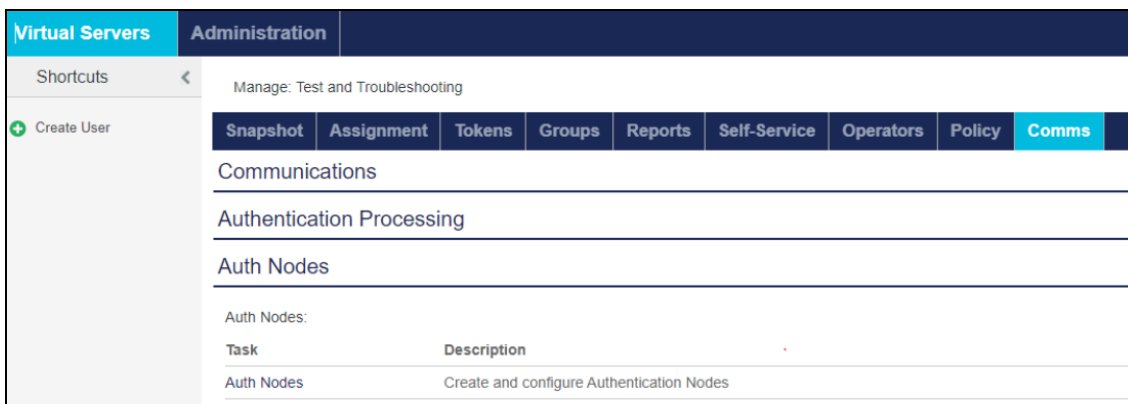 Virtual Servers Administration
Shortcuts <
Manage: Test and Troubleshooting
Create User
Snapshot Assignment Tokens Groups Reports Self-Service Operators Policy Comms
Communications
Authentication Processing
Auth Nodes
Auth Nodes:
Task Description
Auth Nodes Create and configure Authentication Nodes